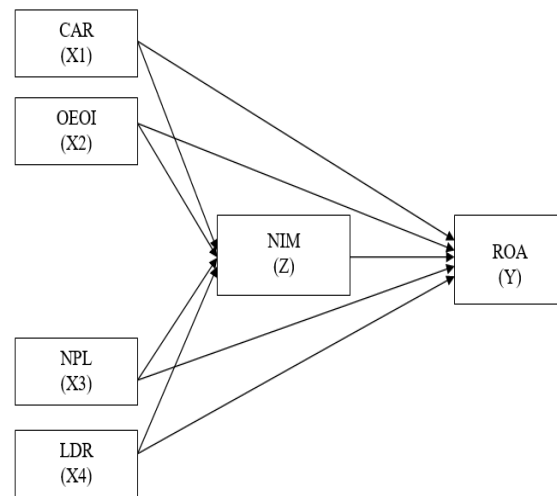 CAR
(X1)
OEOI
(X2)
NIM
(Z)
ROA
(Y)
NPL
(X3)
LDR
(X4)